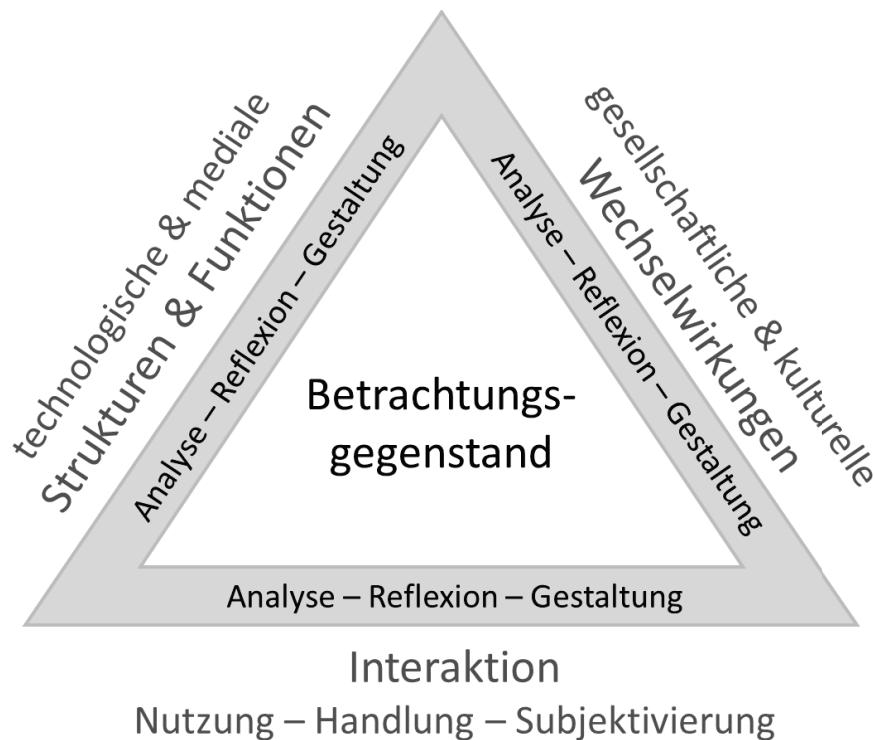 technologische & mediale
Strukturen & Funktionen
Analyse – Reflexion – Gestaltung
gesellschaftliche & kulturelle
Wechselwirkungen
Analyse – Reflexion – Gestaltung
Betrachtungs-
gegenstand
Analyse – Reflexion – Gestaltung
Interaktion
Nutzung – Handlung – Subjektivierung